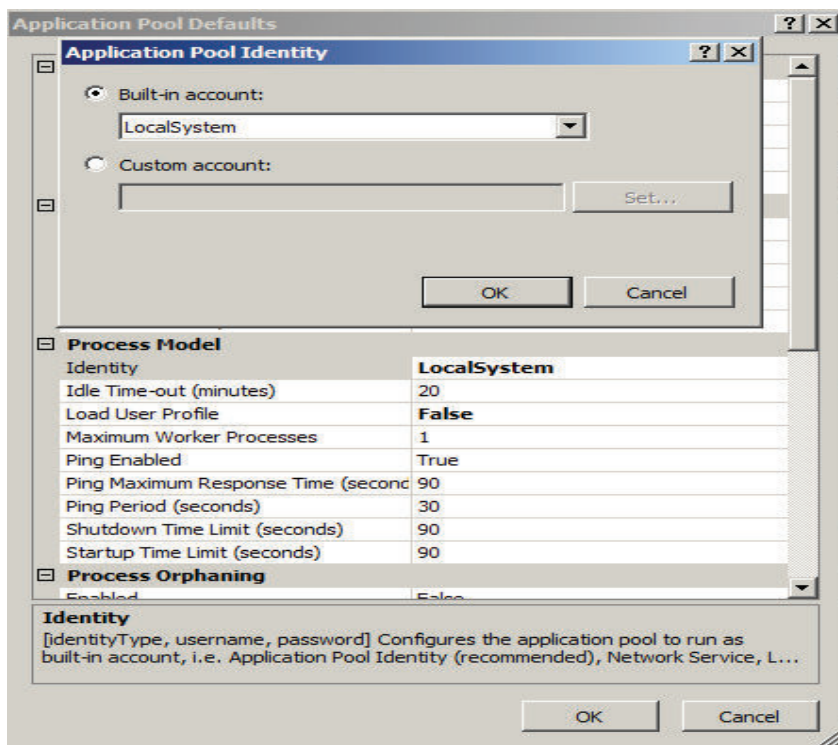 Application Pool Defaults
Application Pool Identity
Built-in account:
LocalSystem
Custom account:
Set...
OK Cancel
Process Model
Identity LocalSystem
Idle Time-out (minutes) 20
Load User Profile False
Maximum Worker Processes 1
Ping Enabled True
Ping Maximum Response Time (second 90
Ping Period (seconds) 30
Shutdown Time Limit (seconds) 90
Startup Time Limit (seconds) 90
Process Orphaning
Enabled False
Identity
[identityType, username, password] Configures the application pool to run as
built-in account, i.e. Application Pool Identity (recommended), Network Service, L...
OK Cancel